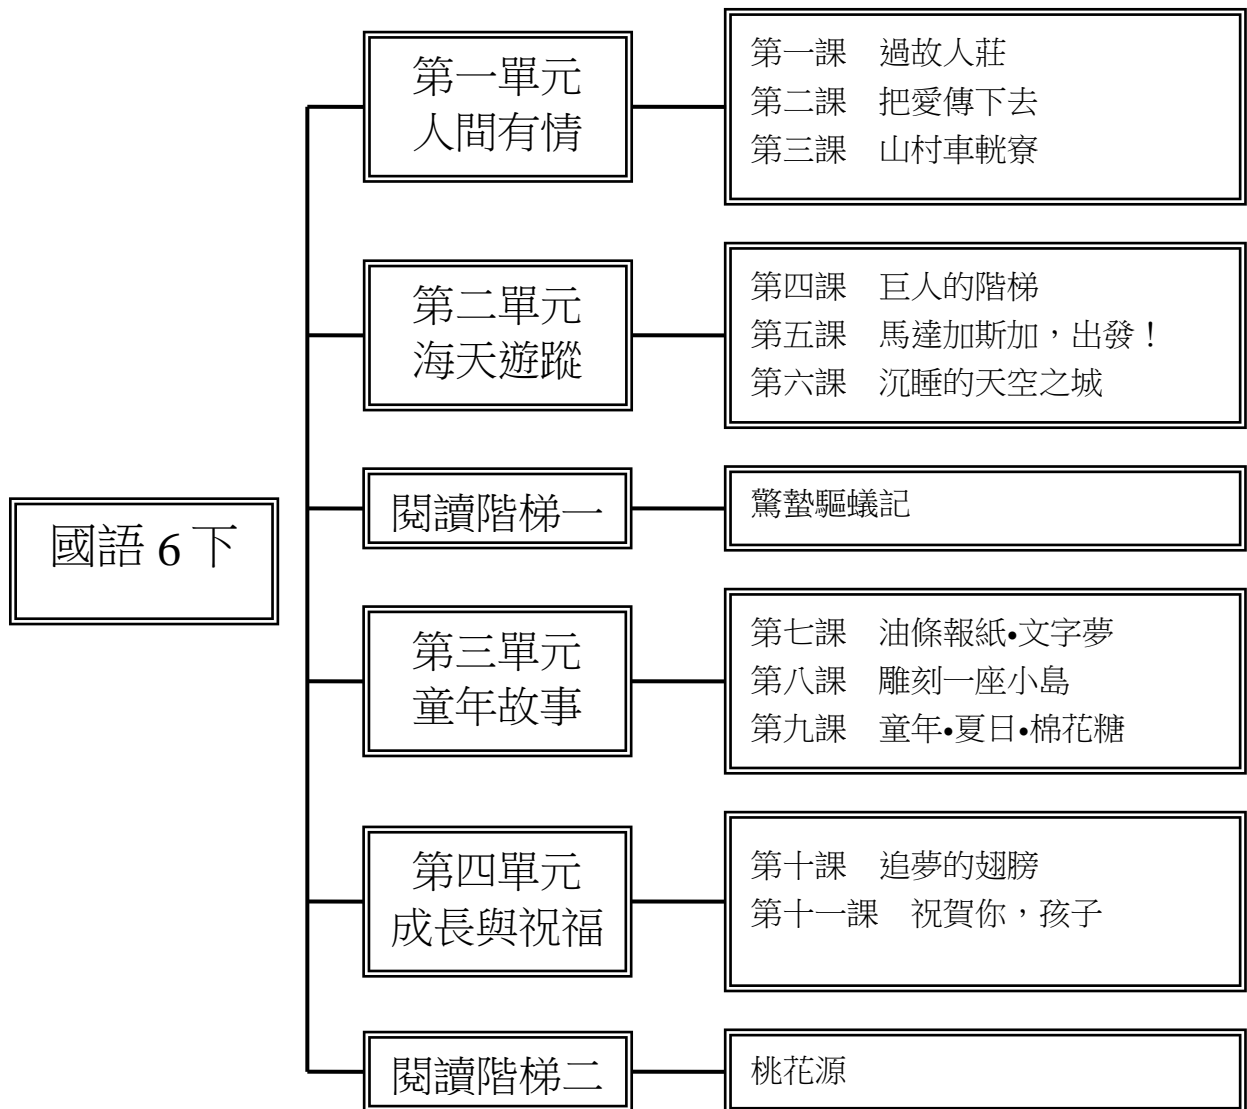 國語 6 下
第一單元
人間有情
第一課　過故人莊
第二課　把愛傳下去
第三課　山村車輄寮
第二單元
海天遊蹤
第四課　巨人的階梯
第五課　馬達加斯加，出發！
第六課　沉睡的天空之城
閱讀階梯一
驚蟄驅蟻記
第三單元
童年故事
第七課　油條報紙•文字夢
第八課　雕刻一座小島
第九課　童年•夏日•棉花糖
第四單元
成長與祝福
第十課　追夢的翅膀
第十一課　祝賀你，孩子
閱讀階梯二
桃花源